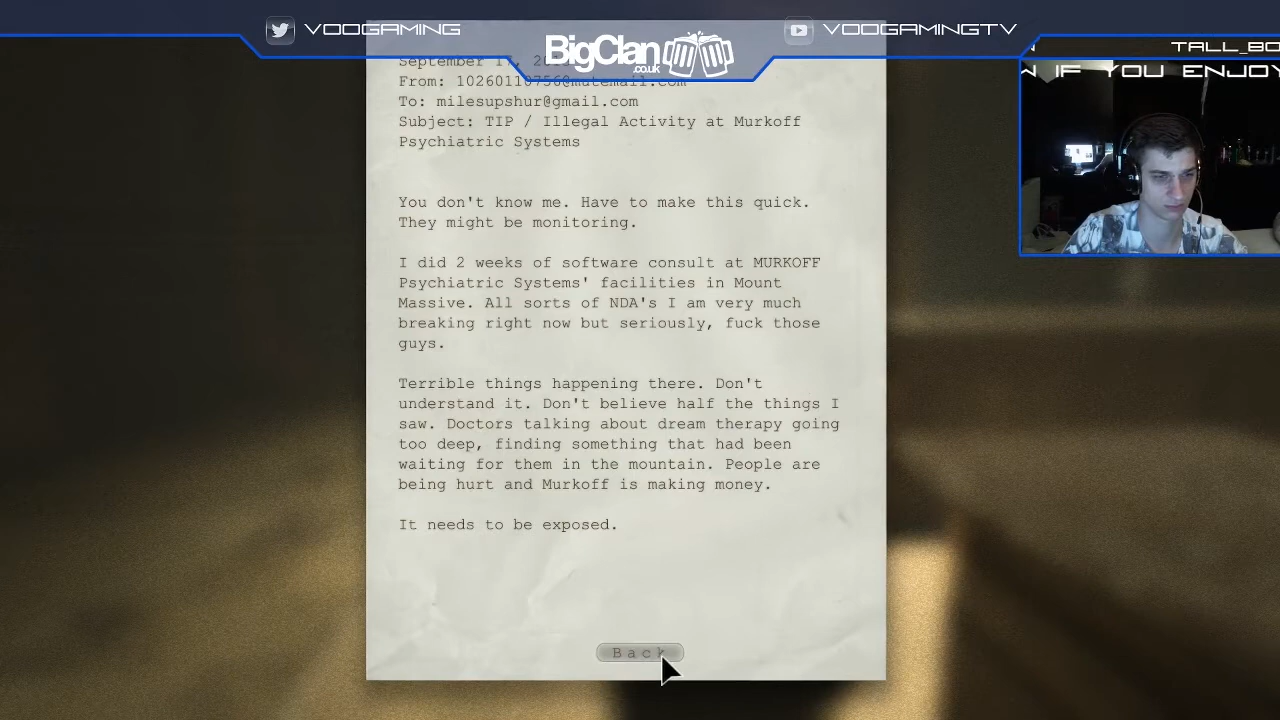 VOOGAMING
VOOGAMINGTV
BigClan
.co.uk
TALL_BO
W IF YOU ENJOY
September 17,
From:
To: milesupshur@gmail.com
Subject: TIP / Illegal Activity at Murkoff
Psychiatric Systems
You don't know me. Have to make this quick.
They might be monitoring.
I did 2 weeks of software consult at MURKOFF
Psychiatric Systems' facilities in Mount
Massive. All sorts of NDA's I am very much
breaking right now but seriously, fuck those
guys.
Terrible things happening there. Don't
understand it. Don't believe half the things I
saw. Doctors talking about dream therapy going
too deep, finding something that had been
waiting for them in the mountain. People are
being hurt and Murkoff is making money.
It needs to be exposed.
Back